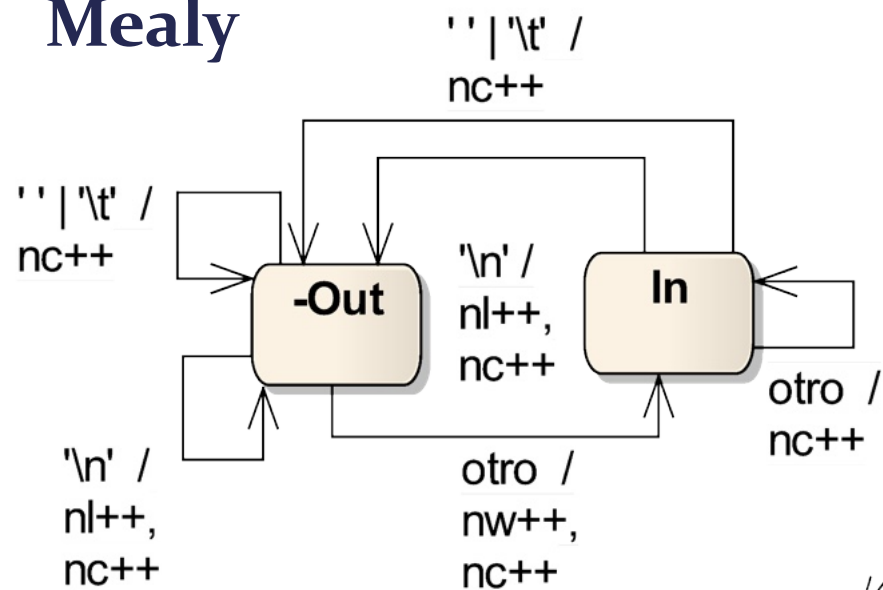 Mealy
' ' | '\t' /
nc++
' ' | '\t' /
nc++
-Out
'\n' /
nl++,
nc++
In
otro /
nc++
'\n' /
nl++,
nc++
otro /
nw++,
nc++